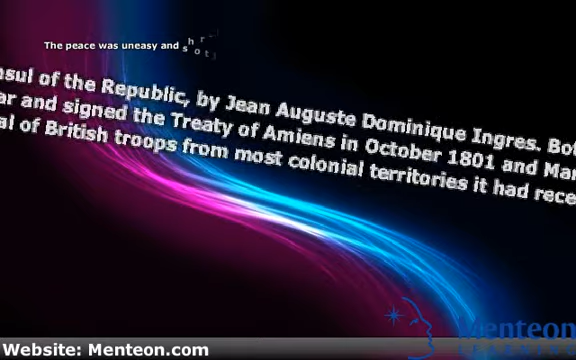 The peace was uneasy and
nsul of the Republic, by Jean Auguste Dominique Ingres. Bot
ar and signed the Treaty of Amiens in October 1801 and Mar
al of British troops from most colonial territories it had rece
Menteon
Website: Menteon.com